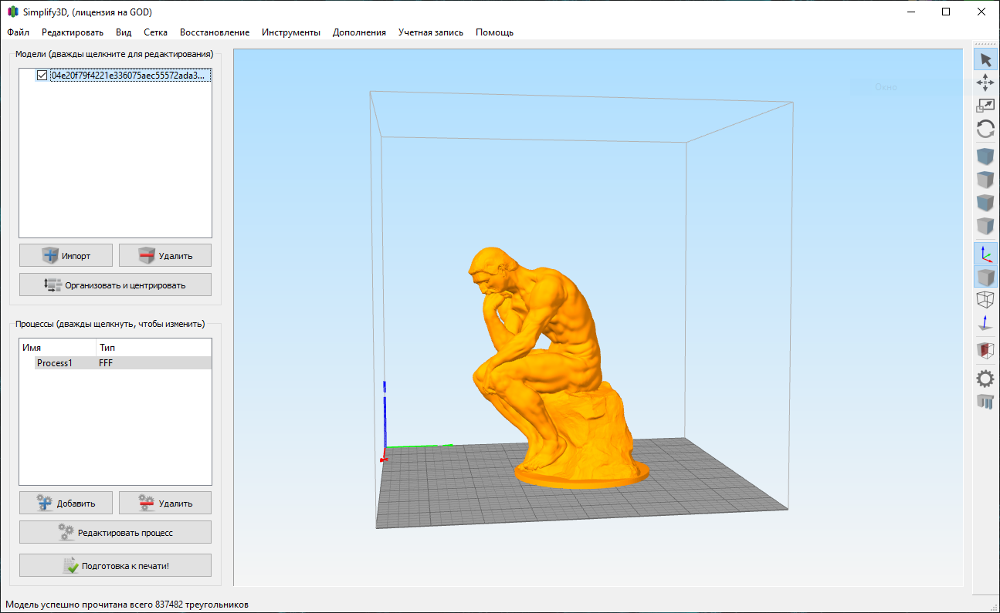 Simplify3D, (лицензия на GOD)
Файл Редактировать Вид Сетка Восстановление Инструменты Дополнения Учетная запись Помощь
Модели (дважды щелкните для редактирования)
04e20f79f4221e336075aec55572ada3...
Окно
Импорт Удалить
Организовать и центрировать
Процессы (дважды щелкнуть, чтобы изменить)
Имя Тип
Process1 FFF
Добавить Удалить
Редактировать процесс
Подготовка к печати!
Модель успешно прочитана всего 837482 треугольников